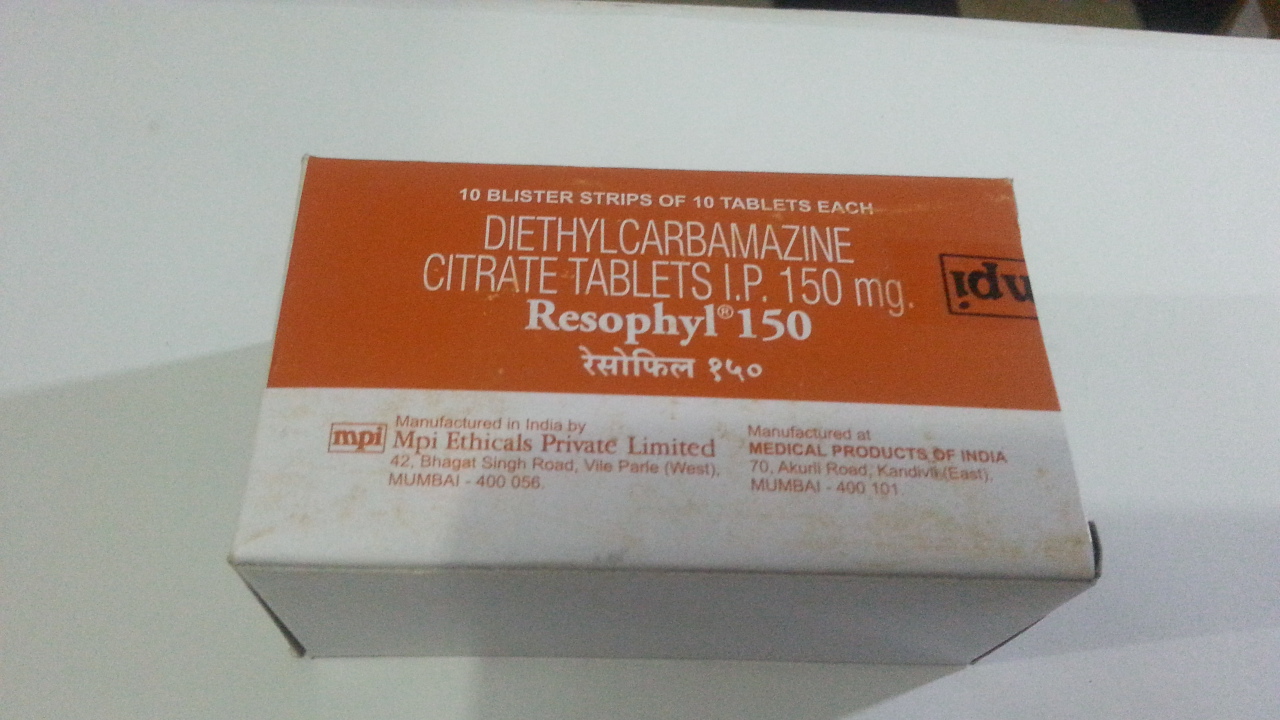 10 BLISTER STRIPS OF 10 TABLETS EACH
DIETHYLCARBAMAZINE
CITRATE TABLETS I.P. 150 mg.
Resophyl® 150
रेसोफिल १५०
mpi
mpi
Manufactured in India by
Mpi Ethicals Private Limited
42, Bhagat Singh Road, Vile Parle (West),
MUMBAI - 400 056.
Manufactured at
MEDICAL PRODUCTS OF INDIA
70, Akurli Road, Kandivli (East),
MUMBAI - 400 101